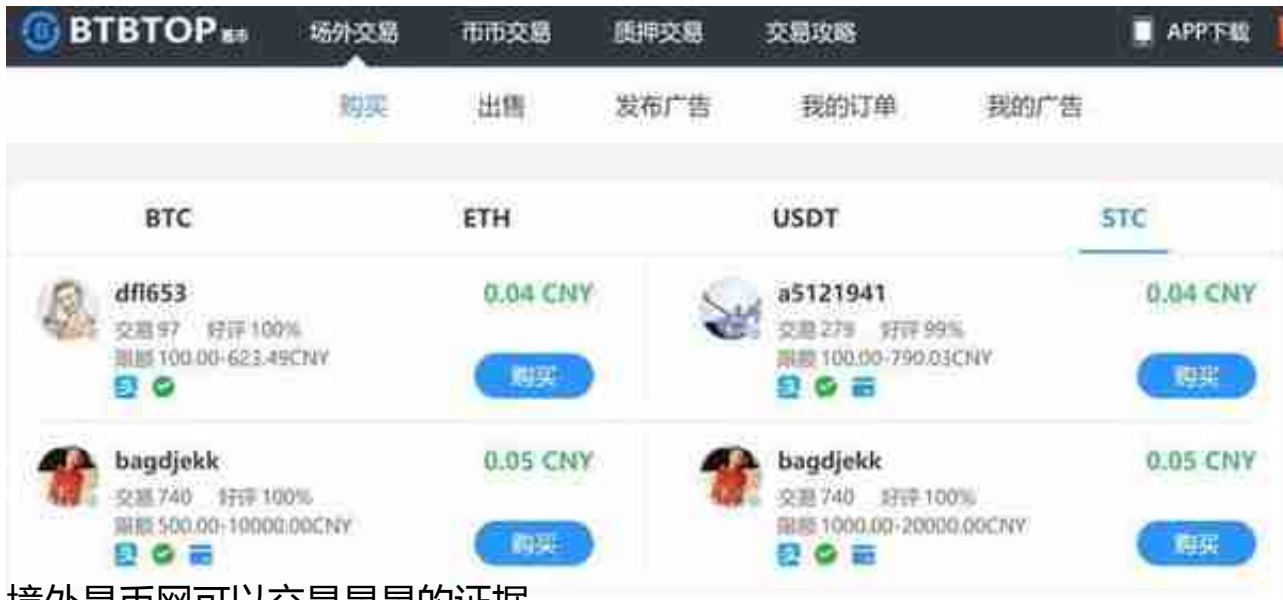 BTBTOP 场外交易 币币交易 质押交易 交易攻略 APP下载
购买 出售 发布广告 我的订单 我的广告
BTC ETH USDT STC
dfl653 0.04 CNY
交易 97 好评 100%
限额 100.00-623.49CNY
购买
a5121941 0.04 CNY
交易 279 好评 99%
限额 100.00-790.03CNY
购买
bagdjekk 0.05 CNY
交易 740 好评 100%
限额 500.00-10000.00CNY
购买
bagdjekk 0.05 CNY
交易 740 好评 100%
限额 1000.00-20000.00CNY
购买